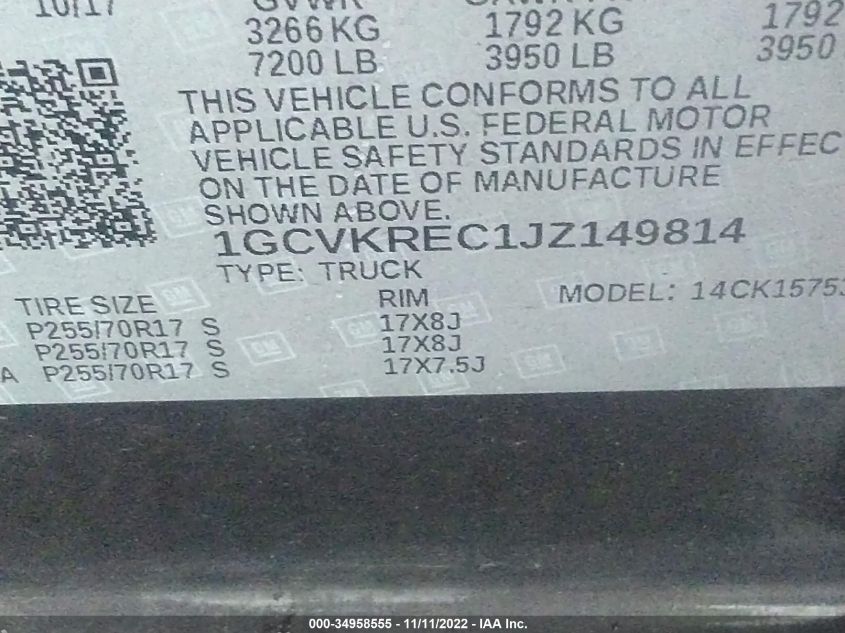 10/17 GVWR
3266 KG 1792 KG 1792
7200 LB 3950 LB 3950
THIS VEHICLE CONFORMS TO ALL
APPLICABLE U.S. FEDERAL MOTOR
VEHICLE SAFETY STANDARDS IN EFFEC
ON THE DATE OF MANUFACTURE
SHOWN ABOVE.
1GCVKREC1JZ149814
TYPE: TRUCK
TIRE SIZE RIM MODEL: 14CK15753
P255/70R17 S 17X8J
P255/70R17 S 17X8J
A P255/70R17 S 17X7.5J
000-34958555 - 11/11/2022 - IAA Inc.